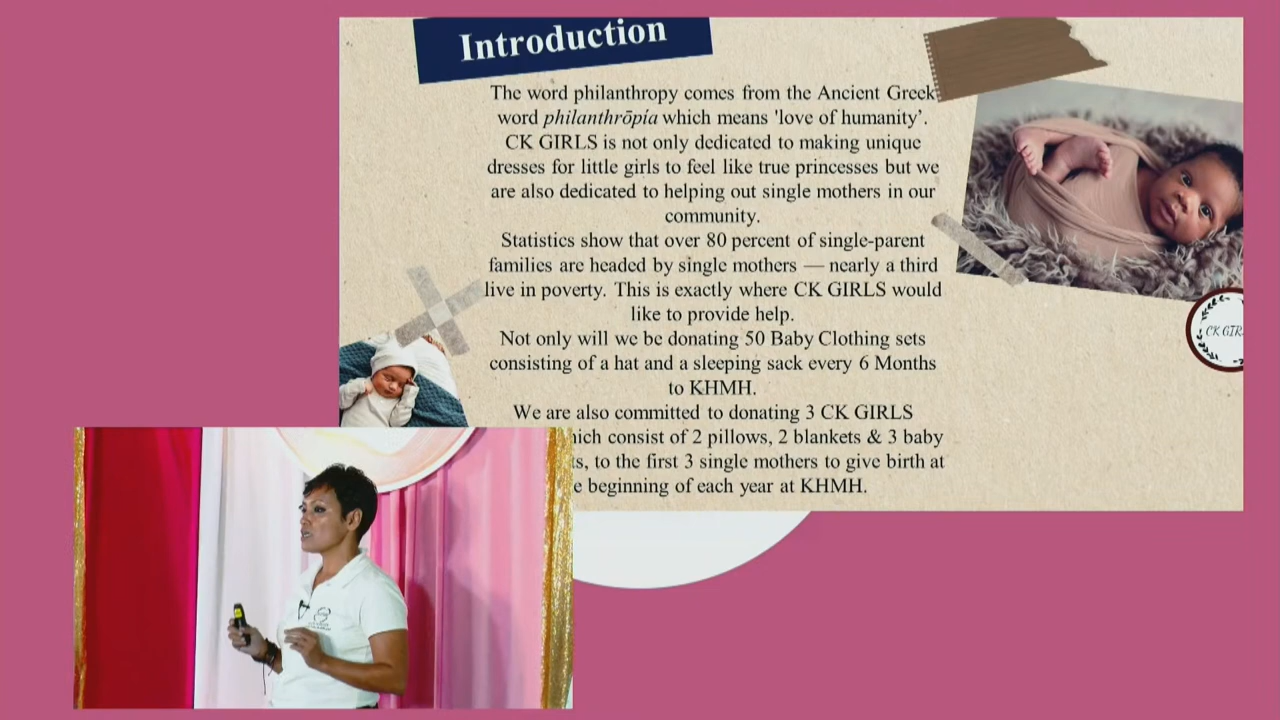 Introduction
The word philanthropy comes from the Ancient Greek
word philanthrōpía which means 'love of humanity’.
CK GIRLS is not only dedicated to making unique
dresses for little girls to feel like true princesses but we
are also dedicated to helping out single mothers in our
community.
Statistics show that over 80 percent of single-parent
families are headed by single mothers — nearly a third
live in poverty. This is exactly where CK GIRLS would
like to provide help.
Not only will we be donating 50 Baby Clothing sets
consisting of a hat and a sleeping sack every 6 Months
to KHMH.
We are also committed to donating 3 CK GIRLS
consist of 2 pillows, 2 blankets & 3 baby
to the first 3 single mothers to give birth at
beginning of each year at KHMH.
CK